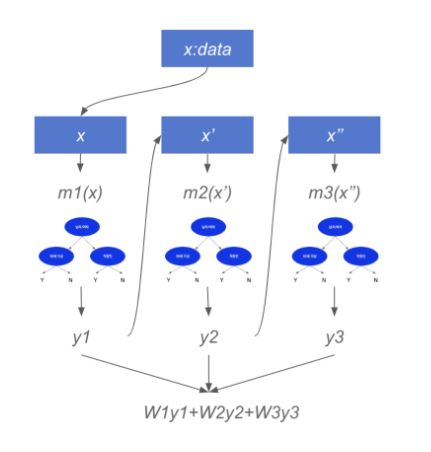 x:data
x
x’
x”
m1(x)
m2(x’)
m3(x”)
Y
N
Y
N
Y
N
Y
N
Y
N
Y
N
y1
y2
y3
W1y1+W2y2+W3y3